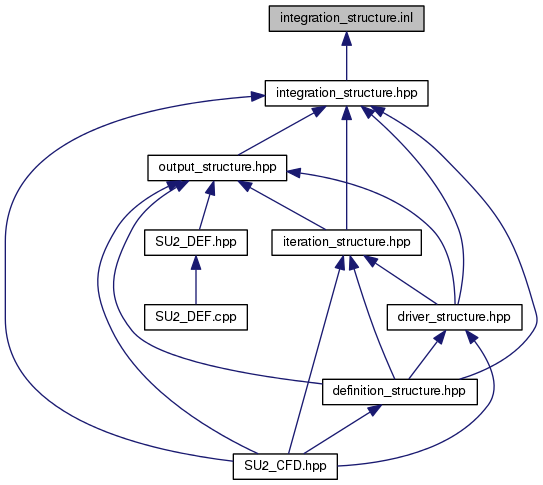 integration_structure.inl
integration_structure.hpp
output_structure.hpp
SU2_DEF.hpp
iteration_structure.hpp
SU2_DEF.cpp
driver_structure.hpp
definition_structure.hpp
SU2_CFD.hpp